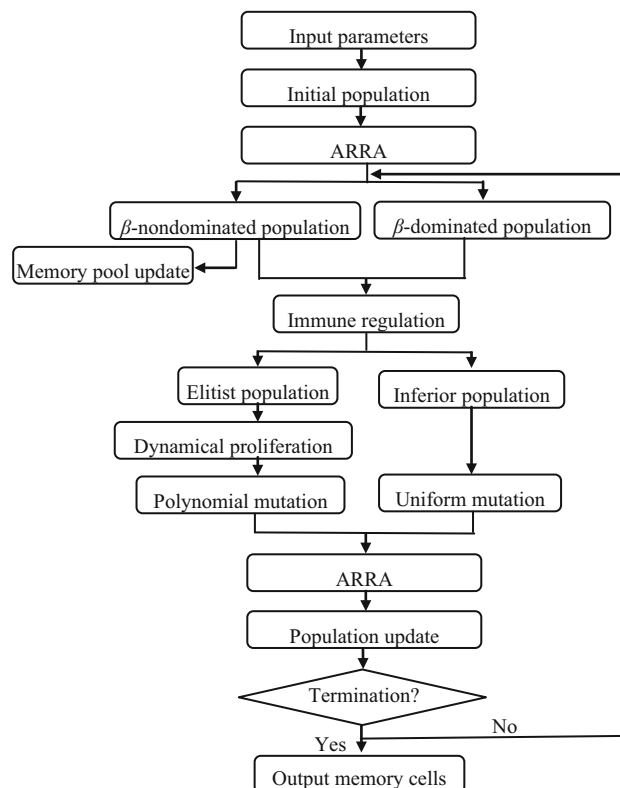 Input parameters
Initial population
ARRA
β-nondominated population
β-dominated population
Memory pool update
Immune regulation
Elitist population
Inferior population
Dynamical proliferation
Polynomial mutation
Uniform mutation
ARRA
Population update
Termination?
No
Yes
Output memory cells